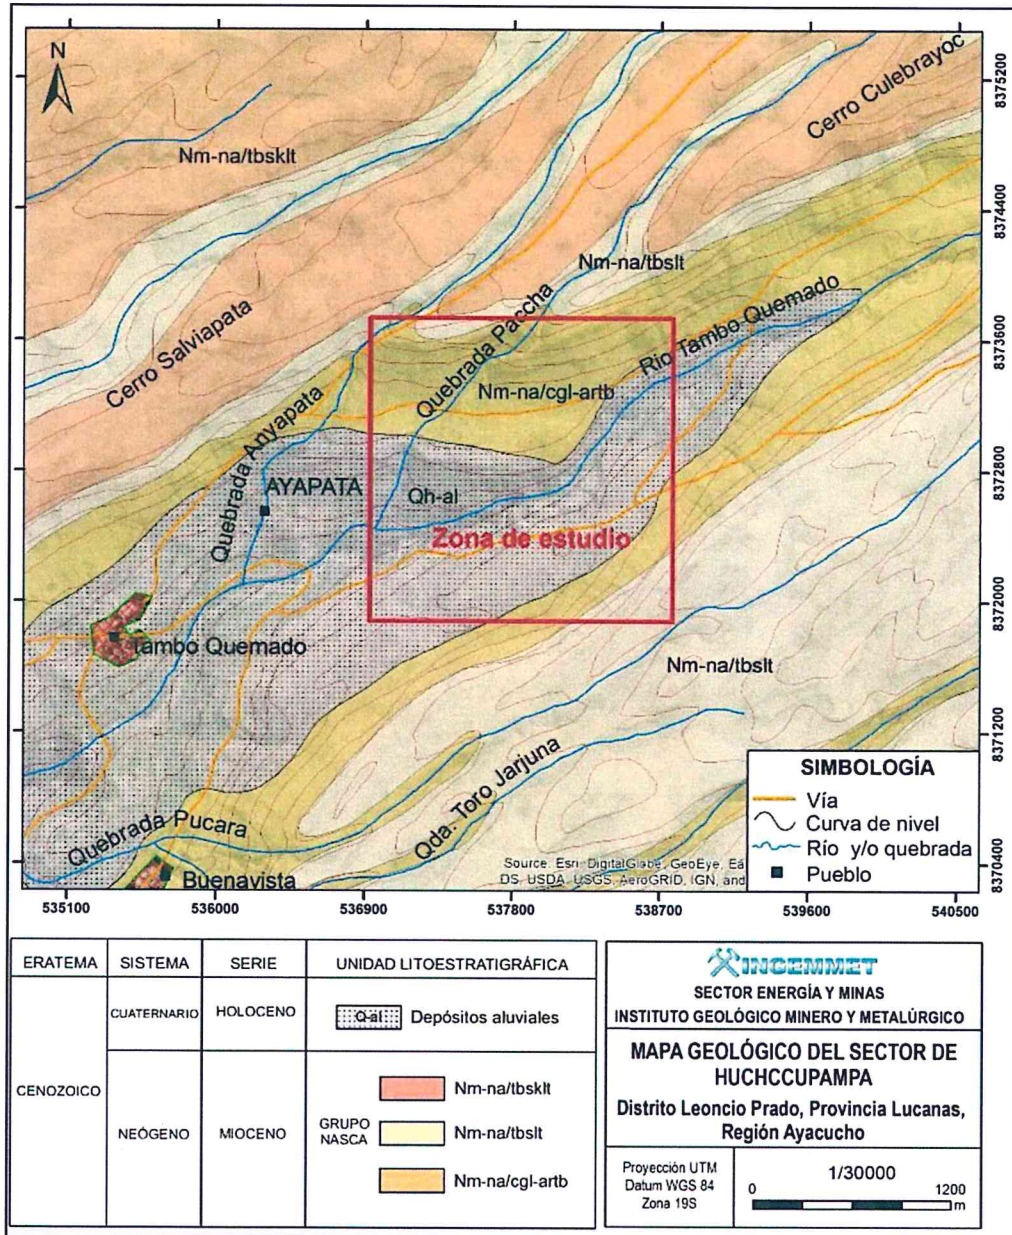 N
Nm-na/tbsklt
Cerro Culebrayoc
8375200
8374400
8373600
8372800
8372000
8371200
8370400
Nm-na/tbslt
Cerro Salviapata
Quebrada Paccha
Rio Tambo Quemado
Nm-na/cgl-artb
Quebrada Anyapata
AYAPATA
Qh-al
Zona de estudio
Tambo Quemado
Nm-na/tbslt
Qda. Toro Jarjuna
Quebrada Pucara
Buenavista
SIMBOLOGÍA
Vía
Curva de nivel
Río y/o quebrada
Pueblo
Source: Esri, DigitalGlobe, GeoEye, Ea
DS, USDA, USGS, AeroGRID, IGN, and
535100 536000 536900 537800 538700 539600 540500
ERATEMA SISTEMA SERIE UNIDAD LITOESTRATIGRÁFICA
CUATERNARIO HOLOCENO Q-al Depósitos aluviales
CENOZOICO
NEÓGENO MIOCENO
GRUPO
NASCA
Nm-na/tbsklt
Nm-na/tbslt
Nm-na/cgl-artb
INGEMMET
SECTOR ENERGÍA Y MINAS
INSTITUTO GEOLÓGICO MINERO Y METALÚRGICO
MAPA GEOLÓGICO DEL SECTOR DE
HUCHCCUPAMPA
Distrito Leoncio Prado, Provincia Lucanas,
Región Ayacucho
Proyección UTM
Datum WGS 84
Zona 19S
1/30000
0 1200
m